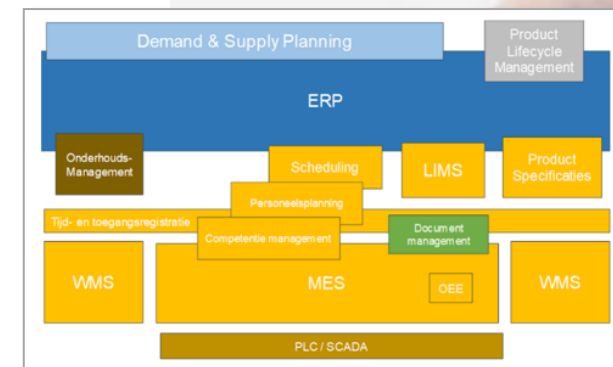 Demand & Supply Planning
Product
Lifecycle
Management
ERP
Onderhouds-
Management
Scheduling
LIMS
Product
Specificaties
Personeelsplanning
Tijd- en toegangsregistratie
Competentie management
Document
management
WMS
MES
OEE
WMS
PLC / SCADA